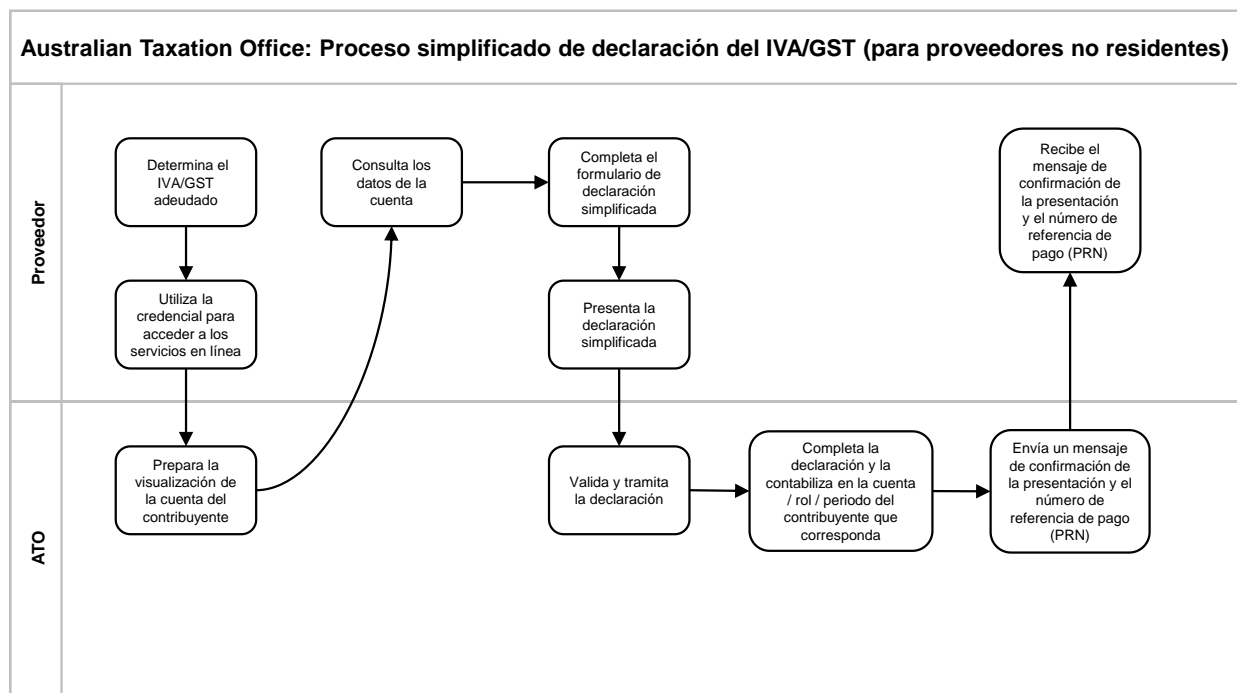 Australian Taxation Office: Proceso simplificado de declaración del IVA/GST (para proveedores no residentes)
Proveedor
Determina el
IVA/GST
adeudado
Utiliza la
credencial para
acceder a los
servicios en línea
Consulta los
datos de la
cuenta
Completa el
formulario de
declaración
simplificada
Presenta la
declaración
simplificada
Recibe el
mensaje de
confirmación de
la presentación
y el número de
referencia de
pago (PRN)
ATO
Prepara la
visualización de
la cuenta del
contribuyente
Valida y tramita
la declaración
Completa la
declaración y la
contabiliza en la cuenta
/ rol / periodo del
contribuyente que
corresponda
Envía un mensaje
de confirmación de
la presentación y el
número de
referencia de pago
(PRN)